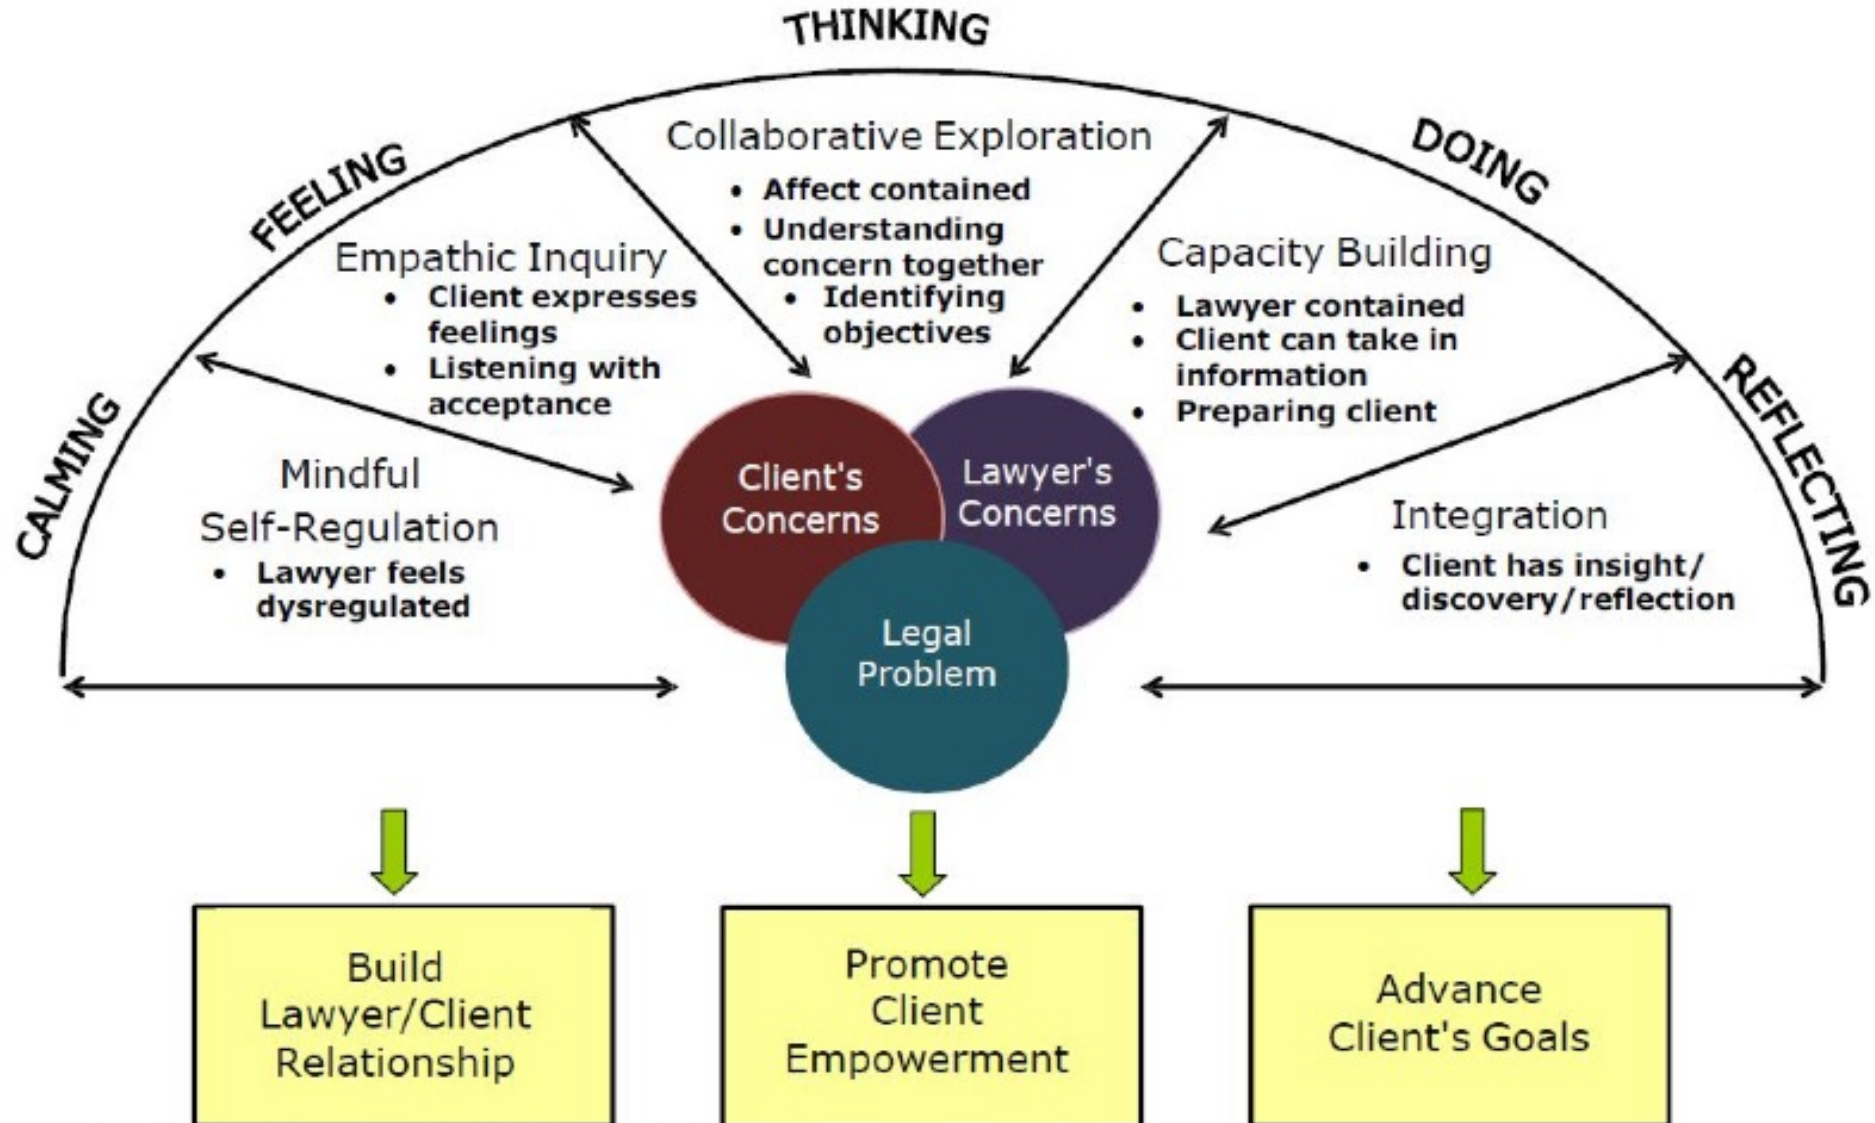 THINKING
FEELING
DOING
CALMING
REFLECTING
Collaborative Exploration
• Affect contained
• Understanding
concern together
• Identifying
objectives
Empathic Inquiry
• Client expresses
feelings
• Listening with
acceptance
Capacity Building
• Lawyer contained
• Client can take in
information
• Preparing client
Mindful
Self-Regulation
• Lawyer feels
dysregulated
Client's
Concerns
Lawyer's
Concerns
Legal
Problem
Integration
• Client has insight/
discovery/reflection
Build
Lawyer/Client
Relationship
Promote
Client
Empowerment
Advance
Client's Goals